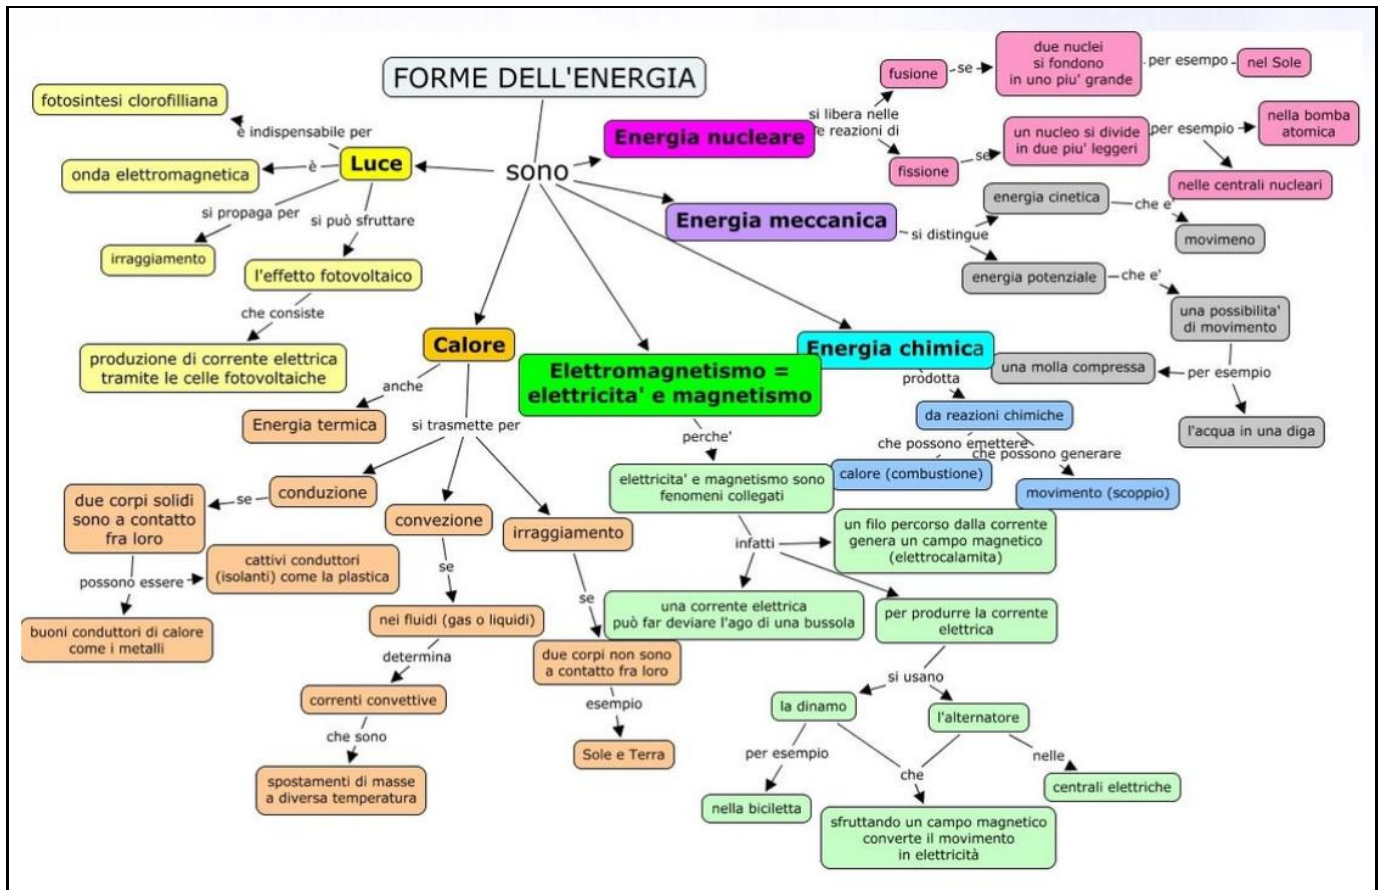 FORME DELL'ENERGIA
sono
Luce
è indispensabile per
fotosintesi clorofilliana
è
onda elettromagnetica
si propaga per
irraggiamento
si può sfruttare
l'effetto fotovoltaico
che consiste
produzione di corrente elettrica
tramite le celle fotovoltaiche
Energia nucleare
si libera nelle
e reazioni di
fusione
se
due nuclei
si fondono
in uno piu' grande
per esempo
nel Sole
fissione
se
un nucleo si divide
in due piu' leggeri
per esempio
nella bomba
atomica
nelle centrali nucleari
Energia meccanica
si distingue
energia cinetica
che e'
movimeno
energia potenziale
che e'
una possibilita'
di movimento
per esempio
una molla compressa
l'acqua in una diga
Energia chimica
prodotta
da reazioni chimiche
che possono emettere
calore (combustione)
che possono generare
movimento (scoppio)
Calore
anche
Energia termica
si trasmette per
conduzione
se
due corpi solidi
sono a contatto
fra loro
possono essere
cattivi conduttori
(isolanti) come la plastica
buoni conduttori di calore
come i metalli
convezione
se
nei fluidi (gas o liquidi)
determina
correnti convettive
che sono
spostamenti di masse
a diversa temperatura
irraggiamento
se
due corpi non sono
a contatto fra loro
esempio
Sole e Terra
Elettromagnetismo =
elettricita' e magnetismo
perche'
elettricita' e magnetismo sono
fenomeni collegati
infatti
un filo percorso dalla corrente
genera un campo magnetico
(elettrocalamita)
una corrente elettrica
può far deviare l'ago di una bussola
per produrre la corrente
elettrica
si usano
la dinamo
per esempio
nella biciletta
l'alternatore
nelle
centrali elettriche
che
sfruttando un campo magnetico
converte il movimento
in elettricità